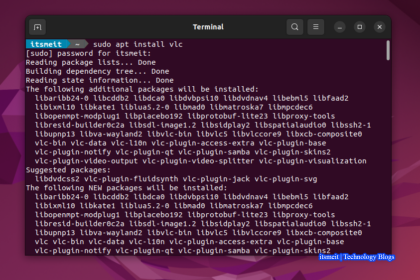 Terminal
itsmeit ~ sudo apt install vlc
[sudo] password for itsmeit:
Reading package lists... Done
Building dependency tree... Done
Reading state information... Done
The following additional packages will be installed:
libaribb24-0 libcddb2 libdca0 libdvbpsi10 libdvdnav4 libebml5 libfaad2
libixml10 libkate1 liblua5.2-0 libmad0 libmatroska7 libmpcdec6
libopenmpt-modplug1 libplacebo192 libprotobuf-lite23 libproxy-tools
libresid-builder0c2a libsdl-image1.2 libsidplay2 libspatialaudio0 libssh2-1
libupnp13 libva-wayland2 libvlc-bin libvlc5 libvlccore9 libxcb-composite0
vlc-bin vlc-data vlc-l10n vlc-plugin-access-extra vlc-plugin-base
vlc-plugin-notify vlc-plugin-qt vlc-plugin-samba vlc-plugin-skins2
vlc-plugin-video-output vlc-plugin-video-splitter vlc-plugin-visualization
Suggested packages:
libdvdcss2 vlc-plugin-fluidsynth vlc-plugin-jack vlc-plugin-svg
The following NEW packages will be installed:
libaribb24-0 libcddb2 libdca0 libdvbpsi10 libdvdnav4 libebml5 libfaad2
libixml10 libkate1 liblua5.2-0 libmad0 libmatroska7 libmpcdec6
libopenmpt-modplug1 libplacebo192 libprotobuf-lite23 libproxy-tools
libresid-builder0c2a libsdl-image1.2 libsidplay2 libspatialaudio0 libssh2-1
libupnp13 libva-wayland2 libvlc-bin libvlc5 libvlccore9 libxcb-composite0
vlc vlc-bin vlc-data vlc-l10n vlc-plugin-access-extra vlc-plugin-base
vlc-plugin-notify vlc-plugin-qt vlc-plugin-samba vlc-plugin-skins2
itsmeit | Technology Blogs